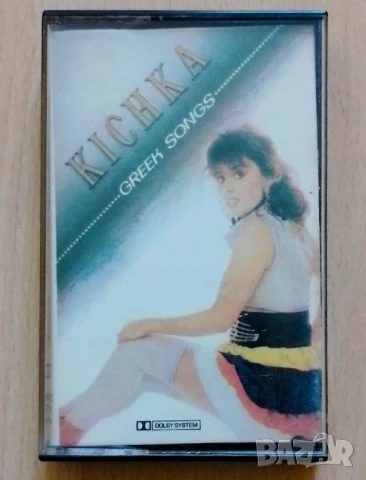 KICHKA
GREEK SONGS
DOLBY SYSTEM
BAZAR